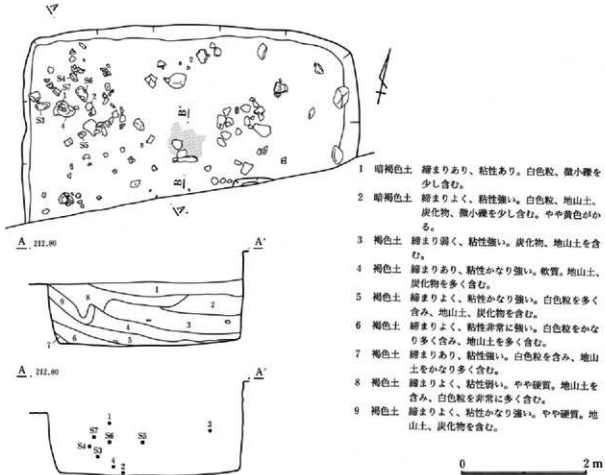 A
S4
S6
S7
1
2
S3
4
S5
B'
B
A'
1 暗褐色土 締まりあり、粘性あり。白色粒、微小礫を
少し含む。
2 暗褐色土 締まりよく、粘性強い。白色粒、地山土、
炭化物、微小礫を少し含む。やや黄色がか
る。
3 褐色土 締まり弱く、粘性強い。炭化物、地山土を含
む。
4 褐色土 締まりあり、粘性かなり強い。軟質。地山土、
炭化物を多く含む。
5 褐色土 締まりよく、粘性かなり強い。白色粒を多く
含み、地山土、炭化物を含む。
6 褐色土 締まりよく、粘性非常に強い。白色粒をかな
り多く含み、地山土を多く含む。
7 褐色土 締まりあり、粘性強い。白色粒を含み、地山
土をかなり多く含む。
8 褐色土 締まりよく、粘性弱い。やや硬質。地山土を
含み、白色粒を非常に多く含む。
9 褐色土 締まりよく、粘性かなり強い。やや硬質。地
山土、炭化物を含む。
A . 212.80 A'
1
9 8 2
4 3
7 6 5
A . 212.80 A'
1 3
S7
S4 S6 S5
S3
4
2
0 2 m